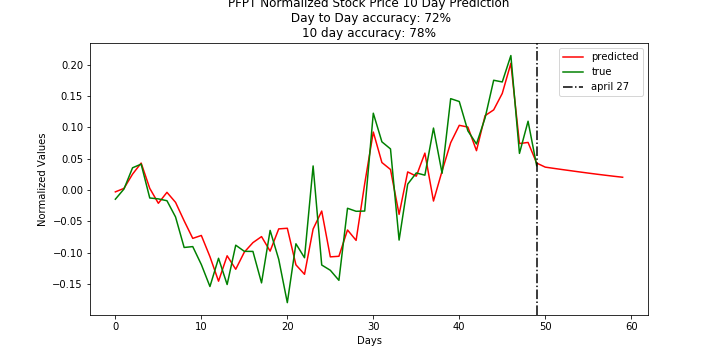 PFPT Normalized Stock Price 10 Day Prediction
Day to Day accuracy: 72%
10 day accuracy: 78%
predicted
true
april 27
0.20
0.15
0.10
0.05
0.00
−0.05
−0.10
−0.15
Normalized Values
0 10 20 30 40 50 60
Days